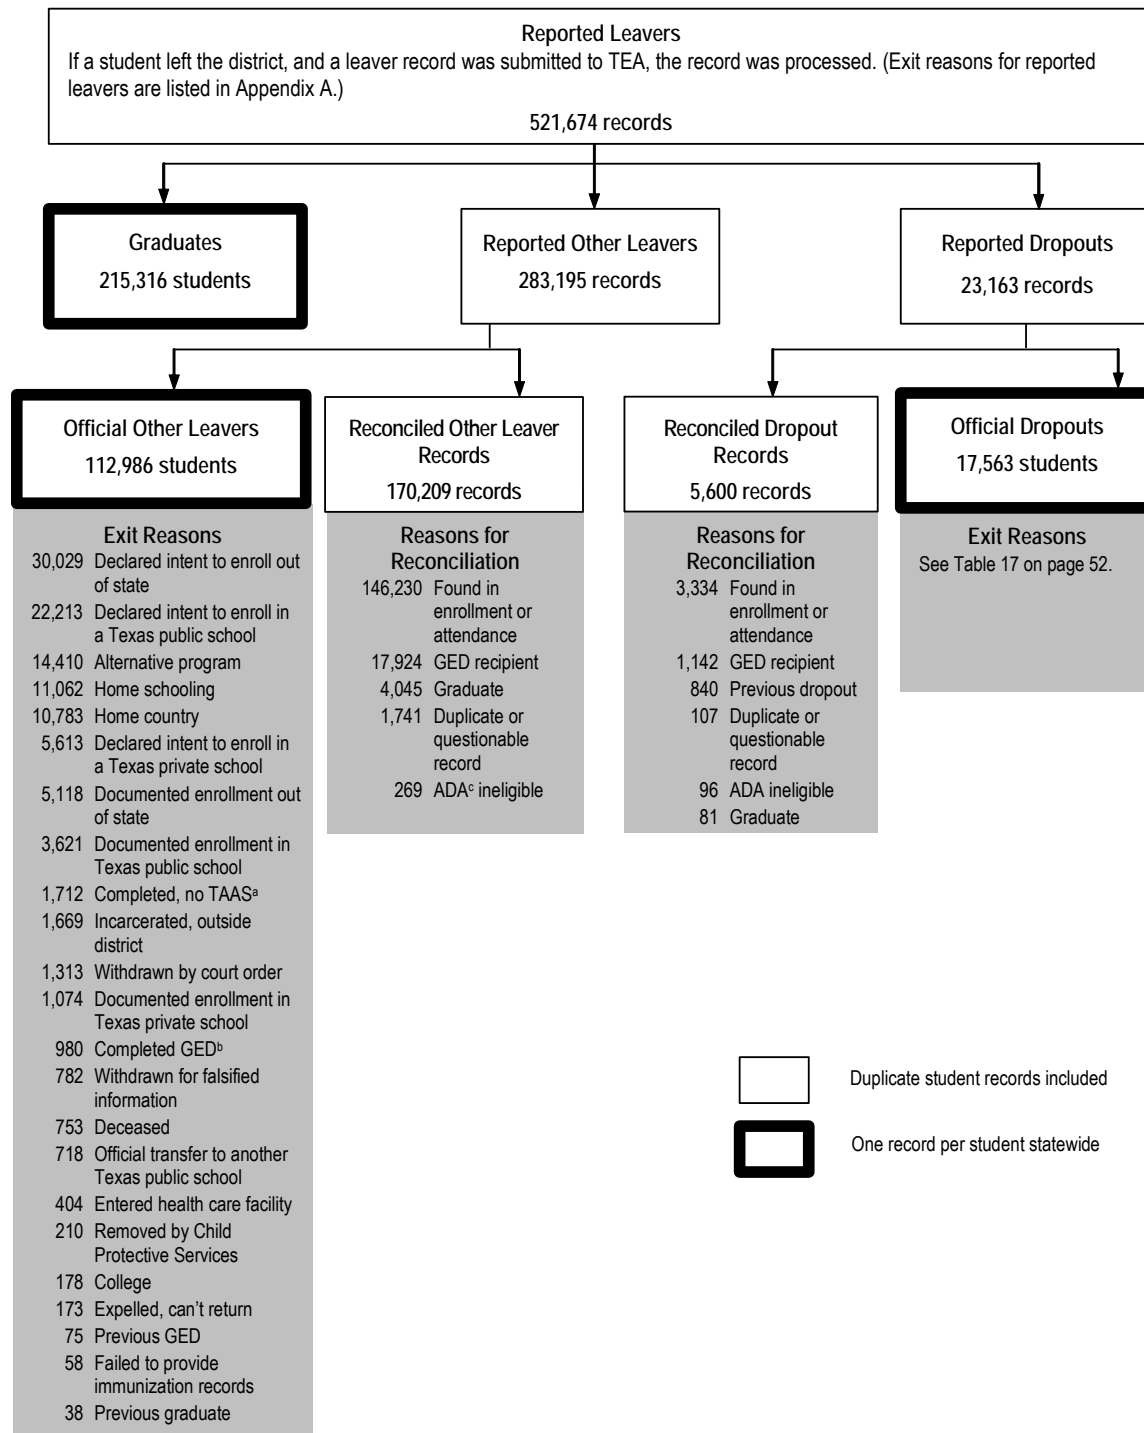 Reported Leavers
If a student left the district, and a leaver record was submitted to TEA, the record was processed. (Exit reasons for reported
leavers are listed in Appendix A.)
521,674 records
Graduates
215,316 students
Reported Other Leavers
283,195 records
Reported Dropouts
23,163 records
Official Other Leavers
112,986 students
Exit Reasons
30,029 Declared intent to enroll out
of state
22,213 Declared intent to enroll in
a Texas public school
14,410 Alternative program
11,062 Home schooling
10,783 Home country
5,613 Declared intent to enroll in
a Texas private school
5,118 Documented enrollment out
of state
3,621 Documented enrollment in
Texas public school
1,712 Completed, no TAASᵃ
1,669 Incarcerated, outside
district
1,313 Withdrawn by court order
1,074 Documented enrollment in
Texas private school
980 Completed GEDᵇ
782 Withdrawn for falsified
information
753 Deceased
718 Official transfer to another
Texas public school
404 Entered health care facility
210 Removed by Child
Protective Services
178 College
173 Expelled, can't return
75 Previous GED
58 Failed to provide
immunization records
38 Previous graduate
Reconciled Other Leaver
Records
170,209 records
Reasons for
Reconciliation
146,230 Found in
enrollment or
attendance
17,924 GED recipient
4,045 Graduate
1,741 Duplicate or
questionable
record
269 ADAᶜ ineligible
Reconciled Dropout
Records
5,600 records
Reasons for
Reconciliation
3,334 Found in
enrollment or
attendance
1,142 GED recipient
840 Previous dropout
107 Duplicate or
questionable
record
96 ADA ineligible
81 Graduate
Official Dropouts
17,563 students
Exit Reasons
See Table 17 on page 52.
Duplicate student records included
One record per student statewide